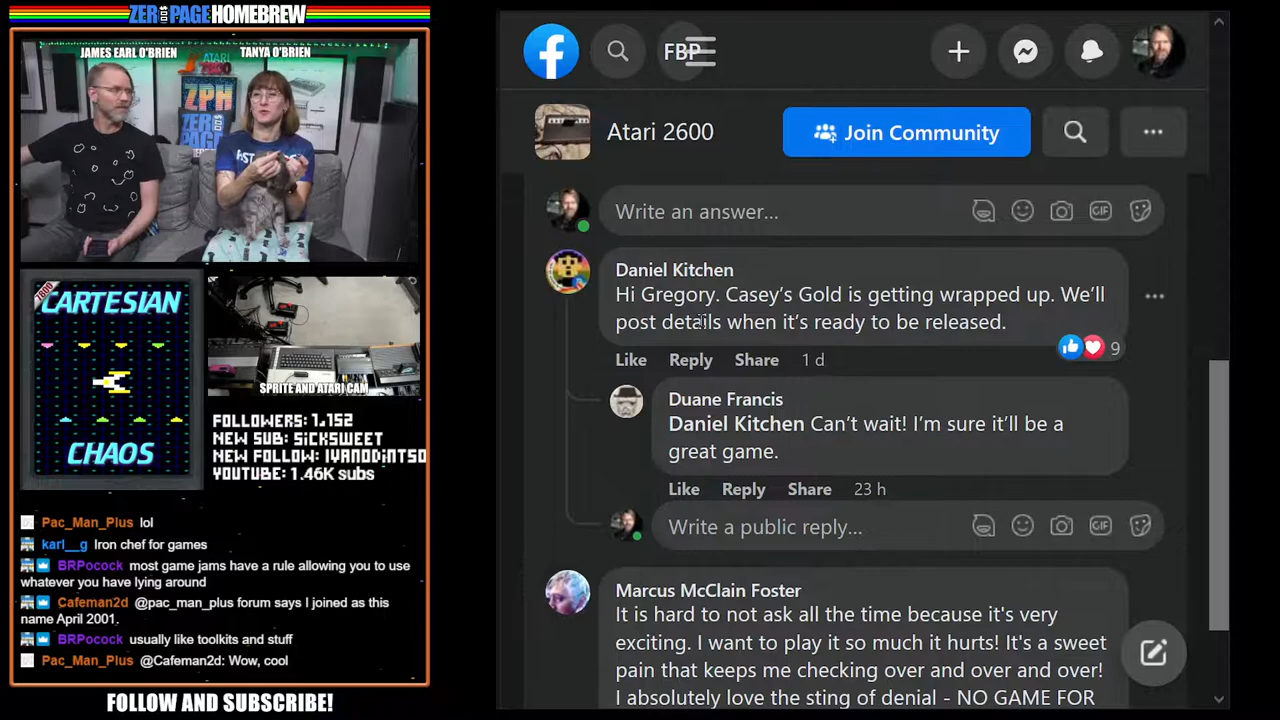 ZEROPAGE HOMEBREW
JAMES EARL O'BRIEN
TANYA O'BRIEN
ATARI
ZPH
ZERO
PAGE
CARTESIAN
CHAOS
SPRITE AND ATARI CAM
FOLLOWERS: 1,152
NEW SUB: SICKSWEET
NEW FOLLOW: IVANODINTSO
YOUTUBE: 1.46K subs
Pac_Man_Plus lol
karl__g Iron chef for games
BRPocock most game jams have a rule allowing you to use
whatever you have lying around
Cafeman2d @pac_man_plus forum says I joined as this
name April 2001.
BRPocock usually like toolkits and stuff
Pac_Man_Plus @Cafeman2d: Wow, cool
FOLLOW AND SUBSCRIBE!
FBP
Atari 2600
Join Community
Write an answer...
GIF
Daniel Kitchen
Hi Gregory. Casey's Gold is getting wrapped up. We'll
post details when it's ready to be released.
9
Like Reply Share 1 d
Duane Francis
Daniel Kitchen Can't wait! I'm sure it'll be a
great game.
Like Reply Share 23 h
Write a public reply...
GIF
Marcus McClain Foster
It is hard to not ask all the time because it's very
exciting. I want to play it so much it hurts! It's a sweet
pain that keeps me checking over and over and over!
I absolutely love the sting of denial - NO GAME FOR